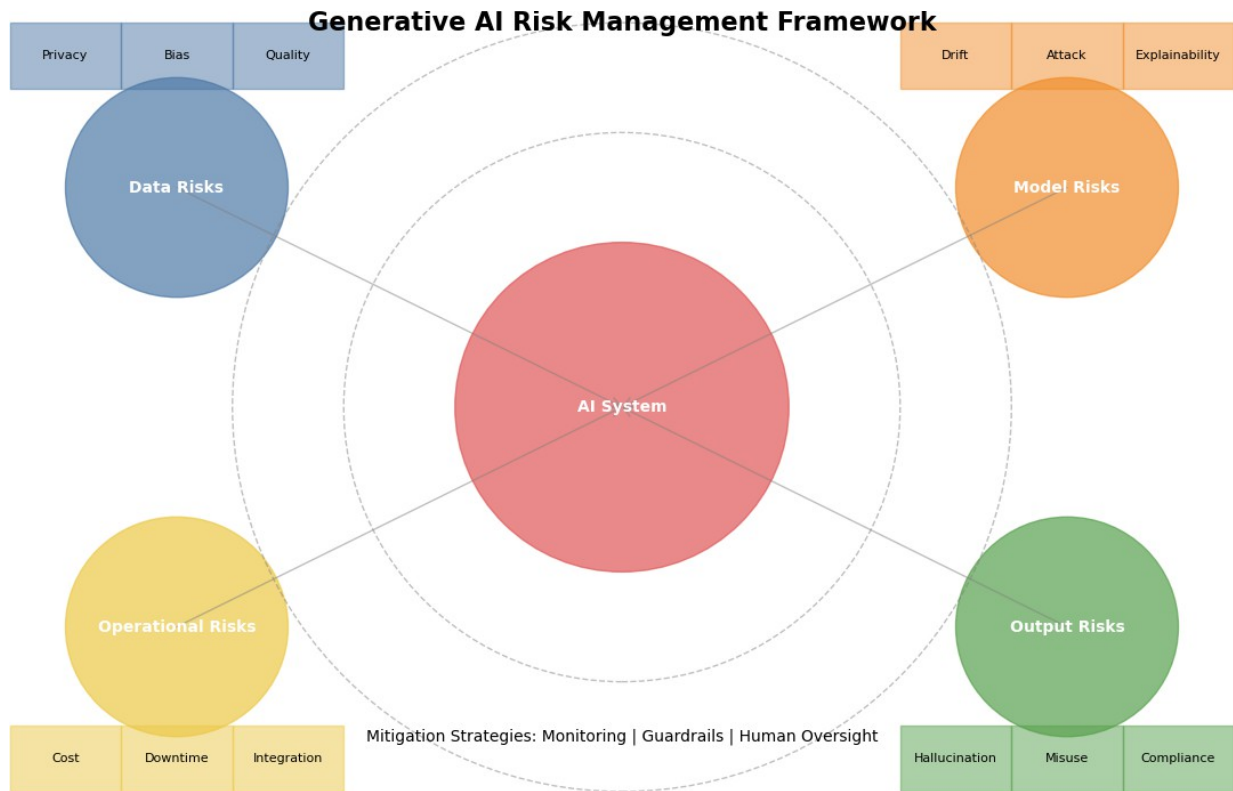 Generative AI Risk Management Framework
Privacy
Bias
Quality
Drift
Attack
Explainability
Data Risks
Model Risks
AI System
Operational Risks
Output Risks
Mitigation Strategies: Monitoring | Guardrails | Human Oversight
Cost
Downtime
Integration
Hallucination
Misuse
Compliance